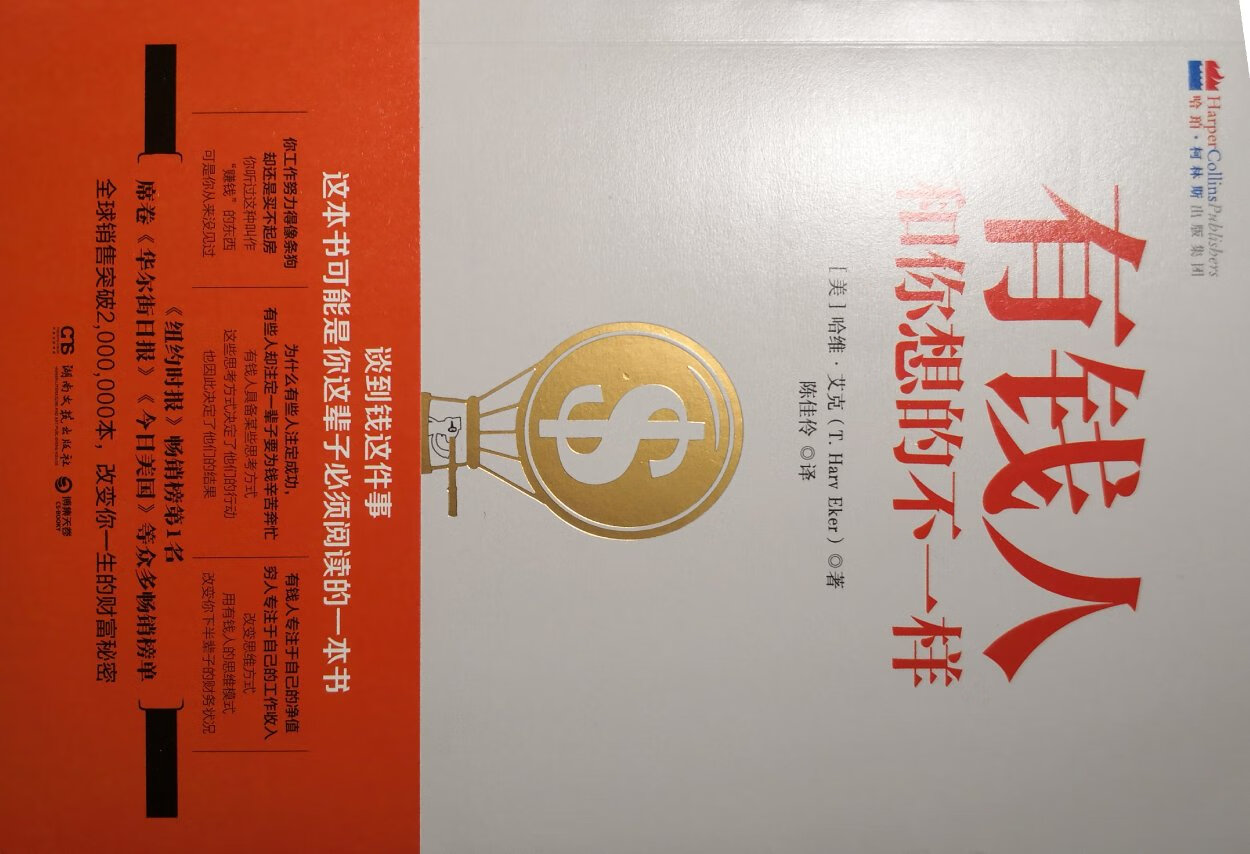 HarperCollinsPublishers
哈珀·柯林斯出版集团
有钱人
和你想的不一样
[美]哈维·艾克(T. Harv Eker)◎著
陈佳伶◎译
$
谈到钱这件事
这本书可能是你这辈子必须阅读的一本书
你工作努力得像条狗
却还是买不起房
你听过这种叫作
“赚钱”的东西
可是你从来没见过
为什么有些人注定成功,
有些人却注定一辈子要为钱辛苦奔忙
有钱人具备某些思考方式
这些思考方式决定了他们的行动
也因此决定了他们的结果
有钱人专注于自己的净值
穷人专注于自己的工作收入
改变思维方式
用有钱人的思维模式
改变你下半辈子的财务状况
《纽约时报》畅销榜第1名
席卷《华尔街日报》《今日美国》等众多畅销榜单
全球销售突破2,000,000本,改变你一生的财富秘密
CTS
湖南文艺出版社
博集天卷
CS-BOOKY